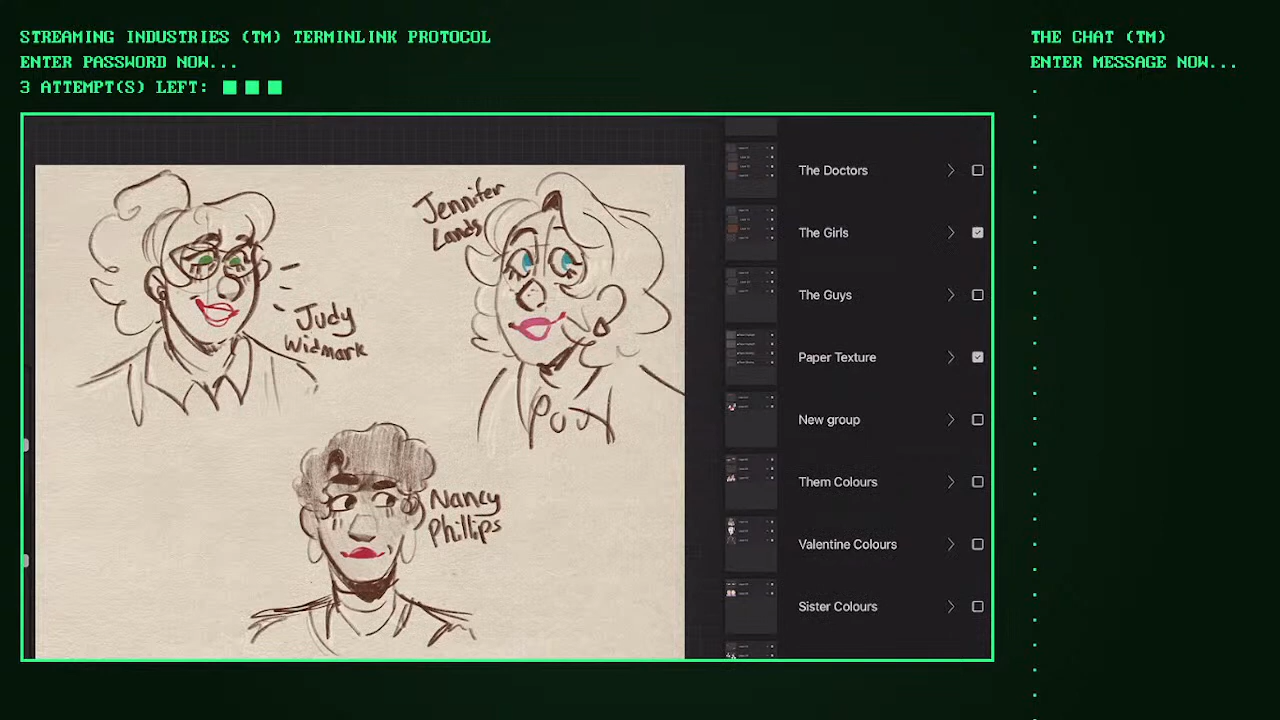 STREAMING INDUSTRIES (TM) TERMINLINK PROTOCOL
ENTER PASSWORD NOW...
3 ATTEMPT(S) LEFT:
THE CHAT (TM)
ENTER MESSAGE NOW...
Jennifer
Lands
Judy
Widmark
Nancy
Phillips
The Doctors
The Girls
The Guys
Paper Texture
New group
Them Colours
Valentine Colours
Sister Colours